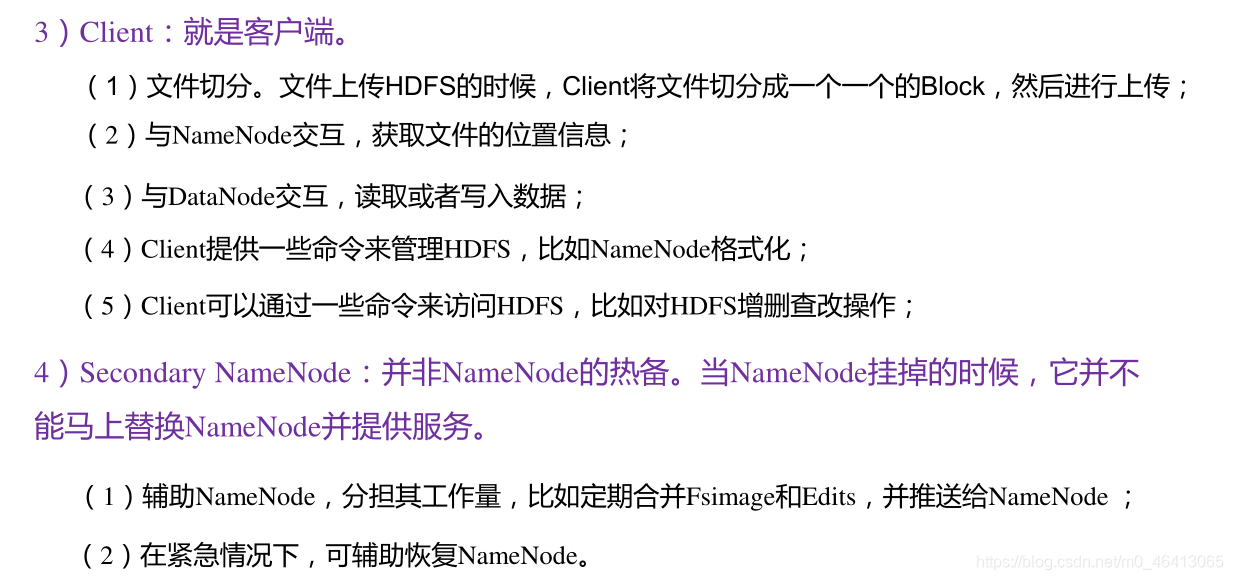 3）Client：就是客户端。
（1）文件切分。文件上传HDFS的时候，Client将文件切分成一个一个的Block，然后进行上传；
（2）与NameNode交互，获取文件的位置信息；
（3）与DataNode交互，读取或者写入数据；
（4）Client提供一些命令来管理HDFS，比如NameNode格式化；
（5）Client可以通过一些命令来访问HDFS，比如对HDFS增删查改操作；
4）Secondary NameNode：并非NameNode的热备。当NameNode挂掉的时候，它并不
能马上替换NameNode并提供服务。
（1）辅助NameNode，分担其工作量，比如定期合并Fsimage和Edits，并推送给NameNode ；
（2）在紧急情况下，可辅助恢复NameNode。
https://blog.csdn.net/m0_46413065